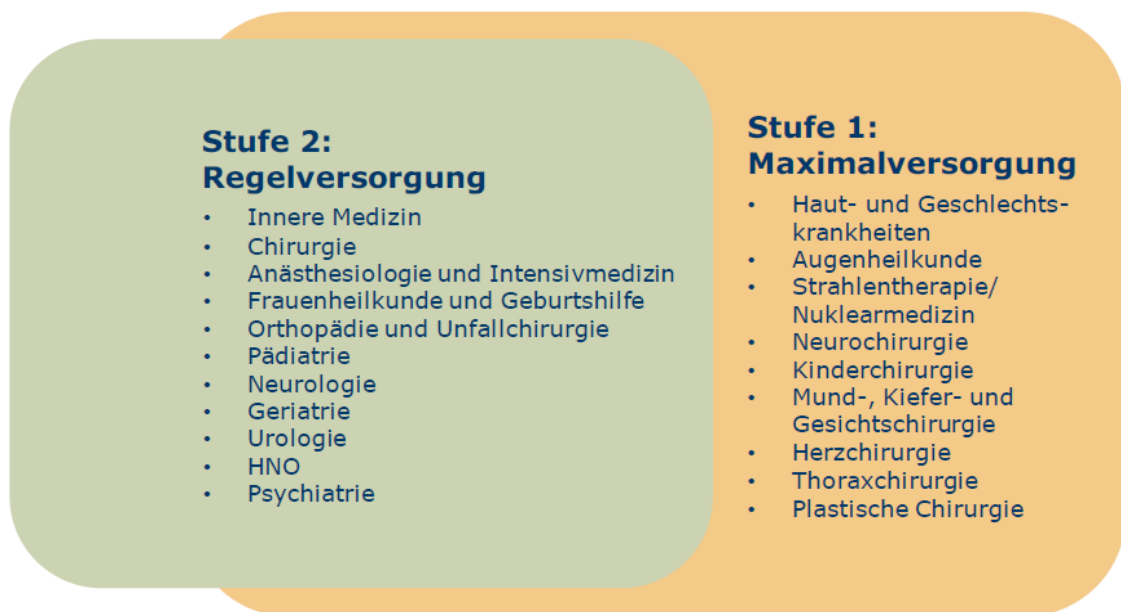 Stufe 2:
Regelversorgung
• Innere Medizin
• Chirurgie
• Anästhesiologie und Intensivmedizin
• Frauenheilkunde und Geburtshilfe
• Orthopädie und Unfallchirurgie
• Pädiatrie
• Neurologie
• Geriatrie
• Urologie
• HNO
• Psychiatrie
Stufe 1:
Maximalversorgung
• Haut- und Geschlechts-
krankheiten
• Augenheilkunde
• Strahlentherapie/
Nuklearmedizin
• Neurochirurgie
• Kinderchirurgie
• Mund-, Kiefer- und
Gesichtschirurgie
• Herzchirurgie
• Thoraxchirurgie
• Plastische Chirurgie